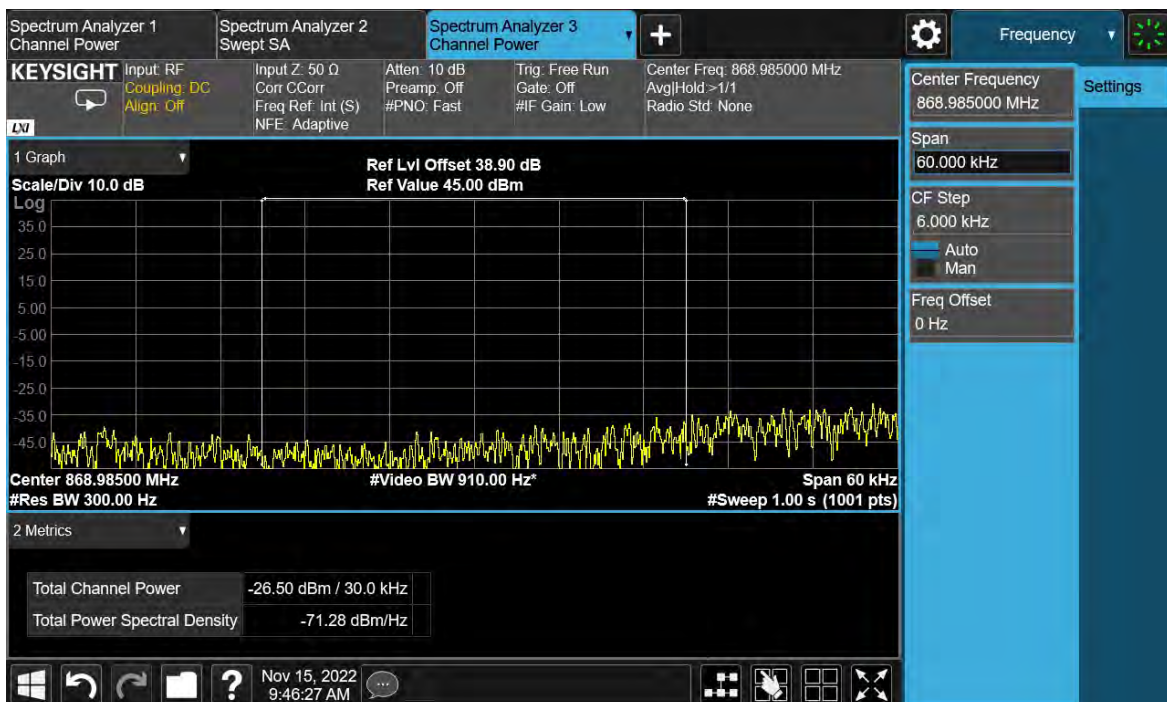 Spectrum Analyzer 1
Channel Power
Spectrum Analyzer 2
Swept SA
Spectrum Analyzer 3
Channel Power
+
Frequency
KEYSIGHT
LXI
Input: RF
Coupling: DC
Align: Off
Input Z: 50 Ω
Corr CCorr
Freq Ref: Int (S)
NFE: Adaptive
Atten: 10 dB
Preamp: Off
#PNO: Fast
Trig: Free Run
Gate: Off
#IF Gain: Low
Center Freq: 868.985000 MHz
Avg|Hold:>1/1
Radio Std: None
Center Frequency
868.985000 MHz
Settings
Span
60.000 kHz
CF Step
6.000 kHz
Auto
Man
Freq Offset
0 Hz
1 Graph
Scale/Div 10.0 dB
Ref Lvl Offset 38.90 dB
Ref Value 45.00 dBm
Log
35.0
25.0
15.0
5.00
-5.00
-15.0
-25.0
-35.0
-45.0
Center 868.98500 MHz
#Video BW 910.00 Hz*
Span 60 kHz
#Res BW 300.00 Hz
#Sweep 1.00 s (1001 pts)
2 Metrics
Total Channel Power -26.50 dBm / 30.0 kHz
Total Power Spectral Density -71.28 dBm/Hz
?
Nov 15, 2022
9:46:27 AM